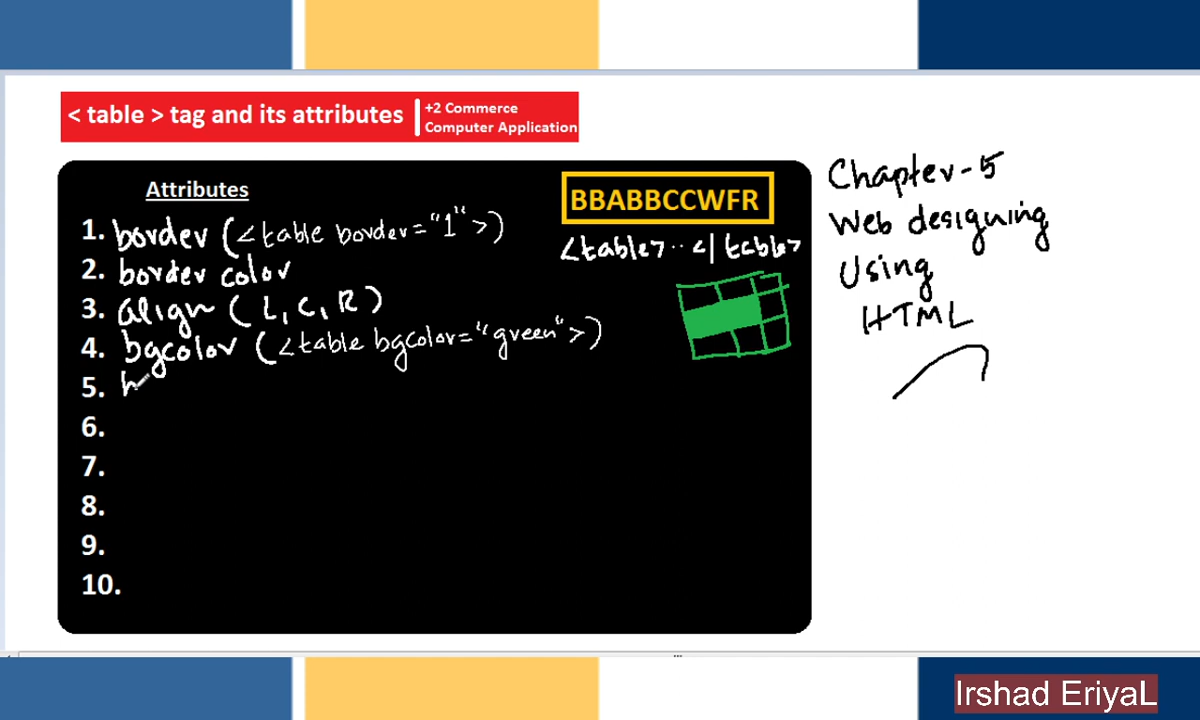 < table > tag and its attributes
+2 Commerce
Computer Application
Attributes
BBABBCCWFR
1. border (<table border="1">)
<table>..</table>
2. border color
3. align (L, C, R)
4. bgcolor (<table bgcolor="green">)
5.
6.
7.
8.
9.
10.
Chapter-5
Web designing
Using
HTML
Irshad EriyaL